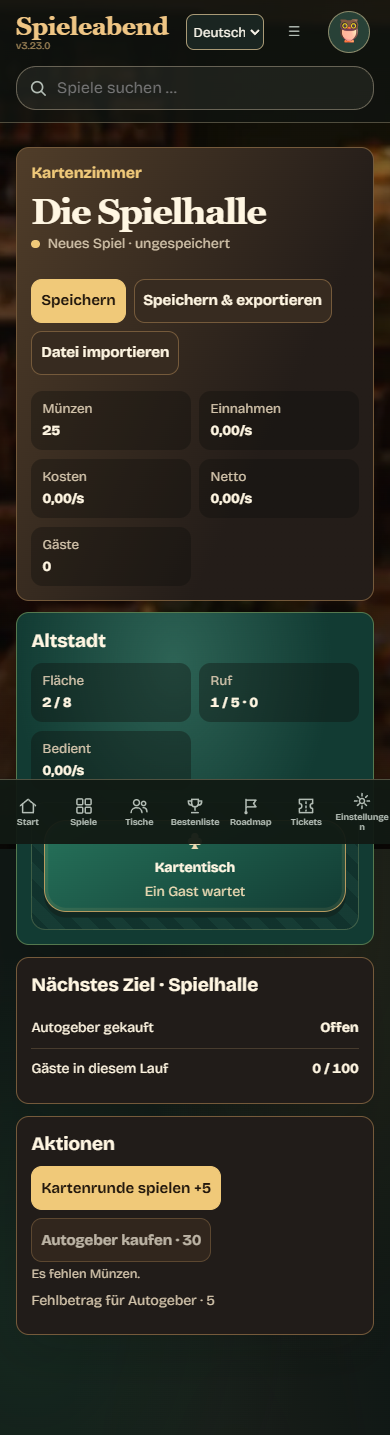 Spieleabend
v3.23.0
Deutsch
Spiele suchen ...
Kartenzimmer
Die Spielhalle
Neues Spiel · ungespeichert
Speichern
Speichern & exportieren
Datei importieren
Münzen
25
Einnahmen
0,00/s
Kosten
0,00/s
Netto
0,00/s
Gäste
0
Altstadt
Fläche
2 / 8
Ruf
1 / 5 · 0
Bedient
0,00/s
Start
Spiele
Tische
Bestenliste
Roadmap
Tickets
Einstellunge
n
Kartentisch
Ein Gast wartet
Nächstes Ziel · Spielhalle
Autogeber gekauft
Offen
Gäste in diesem Lauf
0 / 100
Aktionen
Kartenrunde spielen +5
Autogeber kaufen · 30
Es fehlen Münzen.
Fehlbetrag für Autogeber · 5